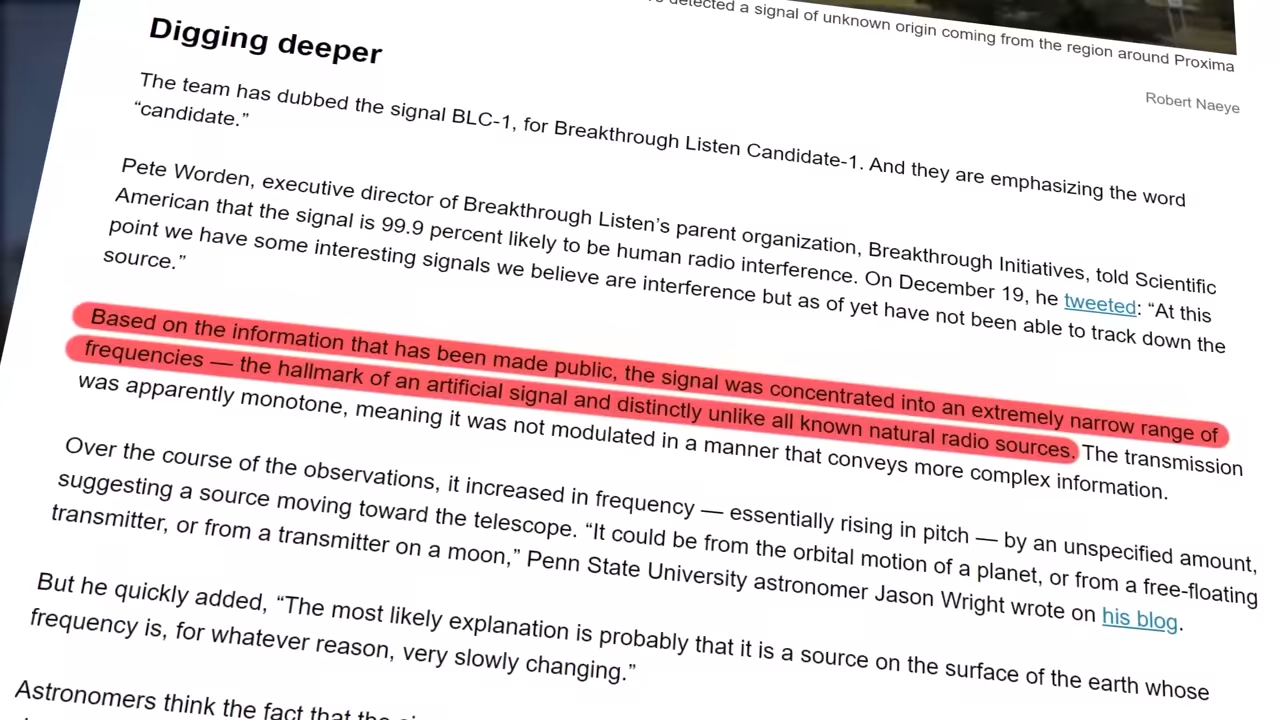 detected a signal of unknown origin coming from the region around Proxima
Robert Naeye
Digging deeper
The team has dubbed the signal BLC-1, for Breakthrough Listen Candidate-1. And they are emphasizing the word
“candidate.”
Pete Worden, executive director of Breakthrough Listen’s parent organization, Breakthrough Initiatives, told Scientific
American that the signal is 99.9 percent likely to be human radio interference. On December 19, he tweeted: “At this
point we have some interesting signals we believe are interference but as of yet have not been able to track down the
source.”
Based on the information that has been made public, the signal was concentrated into an extremely narrow range of
frequencies — the hallmark of an artificial signal and distinctly unlike all known natural radio sources. The transmission
was apparently monotone, meaning it was not modulated in a manner that conveys more complex information.
Over the course of the observations, it increased in frequency — essentially rising in pitch — by an unspecified amount,
suggesting a source moving toward the telescope. “It could be from the orbital motion of a planet, or from a free-floating
transmitter, or from a transmitter on a moon,” Penn State University astronomer Jason Wright wrote on his blog.
But he quickly added, “The most likely explanation is probably that it is a source on the surface of the earth whose
frequency is, for whatever reason, very slowly changing.”
Astronomers think the fact that the